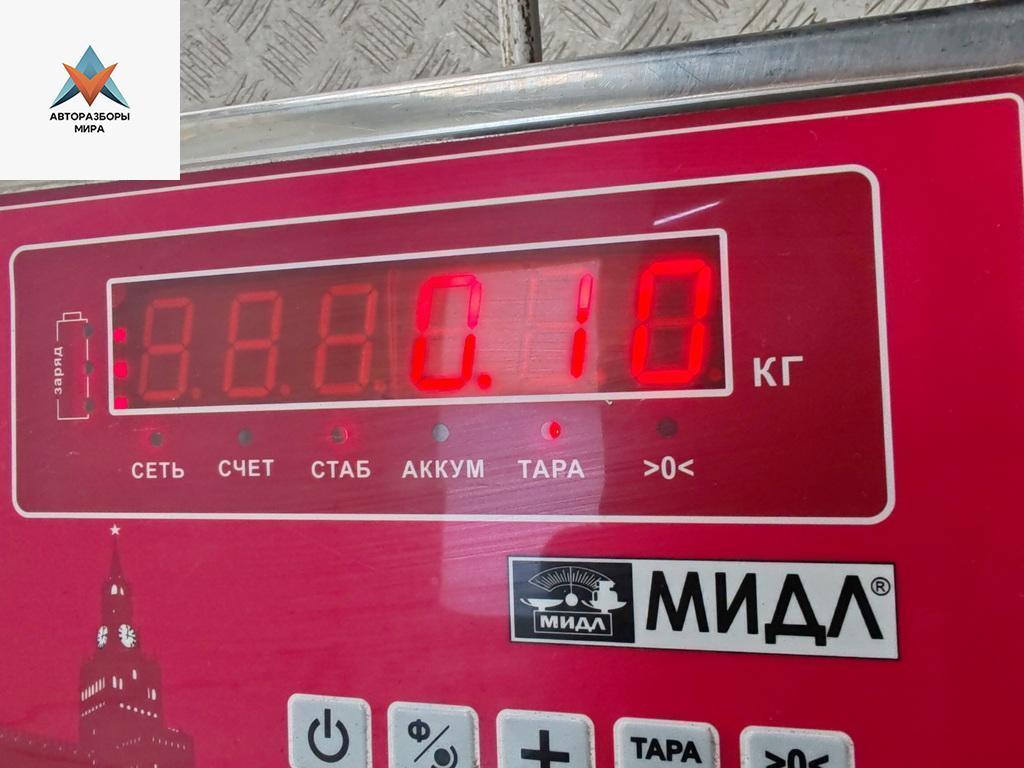 АВТОРАЗБОРЫ
МИРА
заряд
0.10
КГ
СЕТЬ СЧЕТ СТАБ АККУМ ТАРА >0<
МИДЛ МИДЛ®
Ф/ + ТАРА >0<